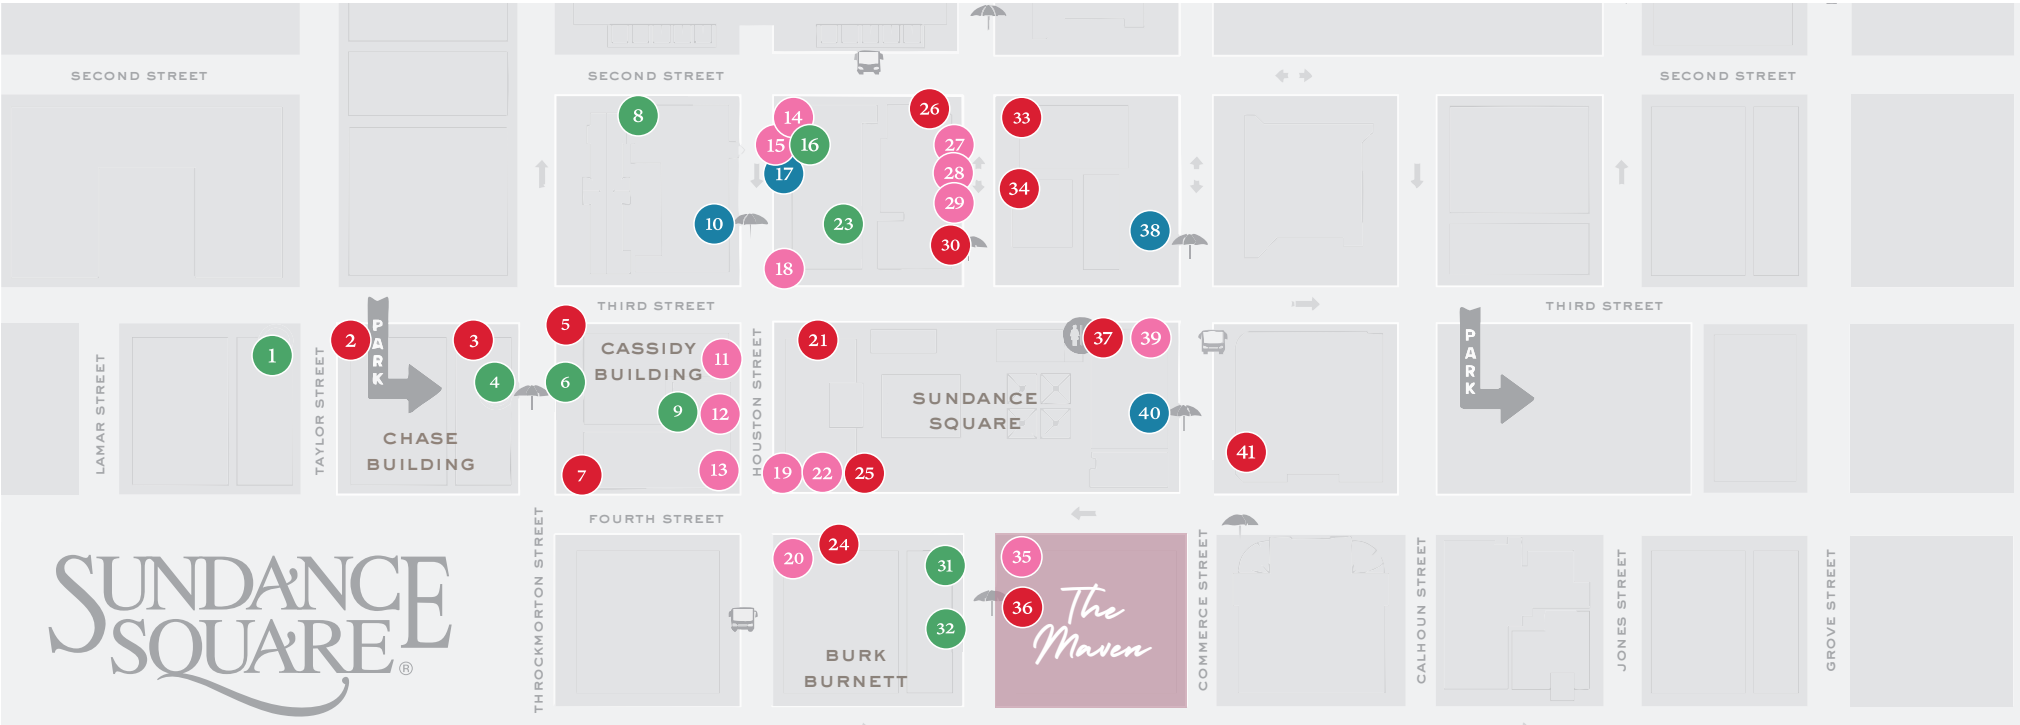 SECOND STREET
SECOND STREET
SECOND STREET
8
14
15
16
17
10
23
18
26
27
28
29
30
33
34
38
THIRD STREET
THIRD STREET
LAMAR STREET
1
TAYLOR STREET
2
PARK
3
4
CHASE
BUILDING
5
6
7
CASSIDY
BUILDING
9
11
12
13
HOUSTON STREET
21
19
22
25
SUNDANCE
SQUARE
37
39
40
41
PARK
SUNDANCE
SQUARE®
THROCKMORTON STREET
FOURTH STREET
20
24
31
32
BURK
BURNETT
35
36
The
Maven
COMMERCE STREET
CALHOUN STREET
JONES STREET
GROVE STREET